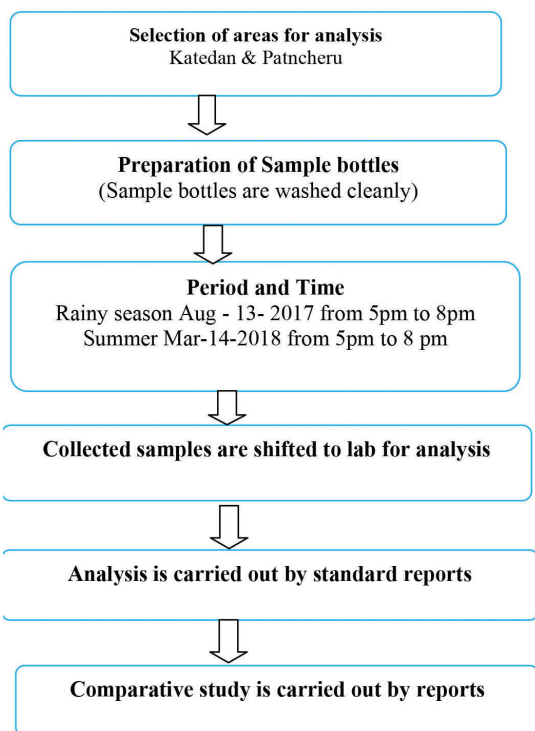 Selection of areas for analysis
Katedan & Patncheru
Preparation of Sample bottles
(Sample bottles are washed cleanly)
Period and Time
Rainy season Aug - 13- 2017 from 5pm to 8pm
Summer Mar-14-2018 from 5pm to 8 pm
Collected samples are shifted to lab for analysis
Analysis is carried out by standard reports
Comparative study is carried out by reports